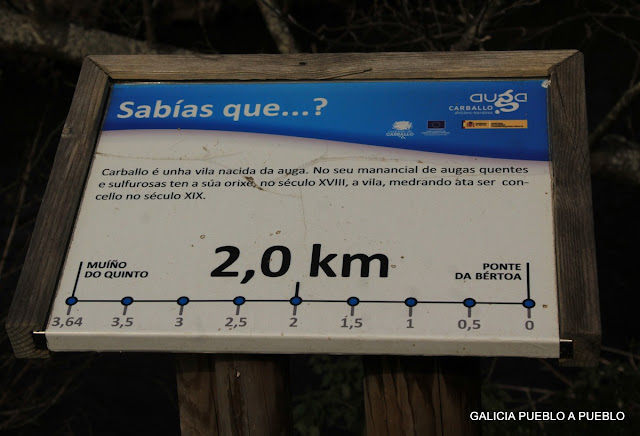 Sabías que...?
auga
CARBALLO
CARBALLO
Carballo é unha vila nacida da auga. No seu manancial de augas quentes
e sulfurosas ten a súa orixe, no século XVIII, a vila, medrando ata ser con-
cello no século XIX.
2,0 km
MUÍÑO
DO QUINTO
PONTE
DA BÉRTOA
3,64 3,5 3 2,5 2 1,5 1 0,5 0
GALICIA PUEBLO A PUEBLO